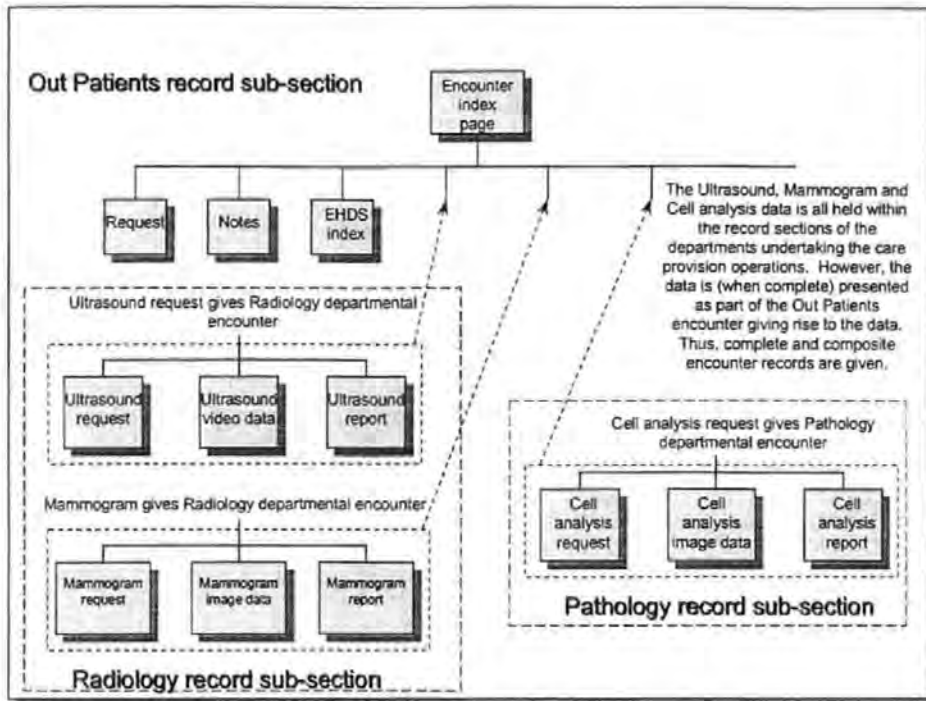 Out Patients record sub-section
Encounter
index
page
Request
Notes
EHDS
index
The Ultrasound, Mammogram and
Cell analysis data is all held within
the record sections of the
departments undertaking the care
provision operations. However, the
data is (when complete) presented
as part of the Out Patients
encounter giving rise to the data.
Thus, complete and composite
encounter records are given.
Ultrasound request gives Radiology departmental
encounter
Ultrasound
request
Ultrasound
video data
Ultrasound
report
Mammogram gives Radiology departmental encounter
Mammogram
request
Mammogram
image data
Mammogram
report
Radiology record sub-section
Cell analysis request gives Pathology
departmental encounter
Cell
analysis
request
Cell
analysis
image data
Cell
analysis
report
Pathology record sub-section